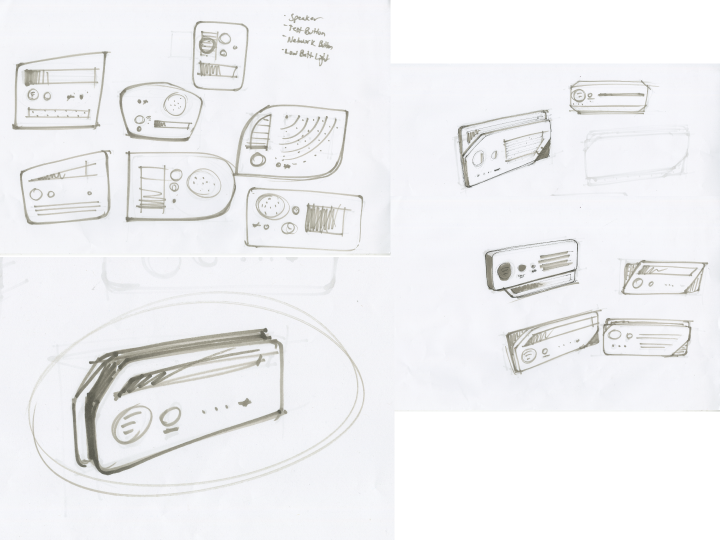 - Speaker
- Test Button
- Network Button
- Low Batt Light